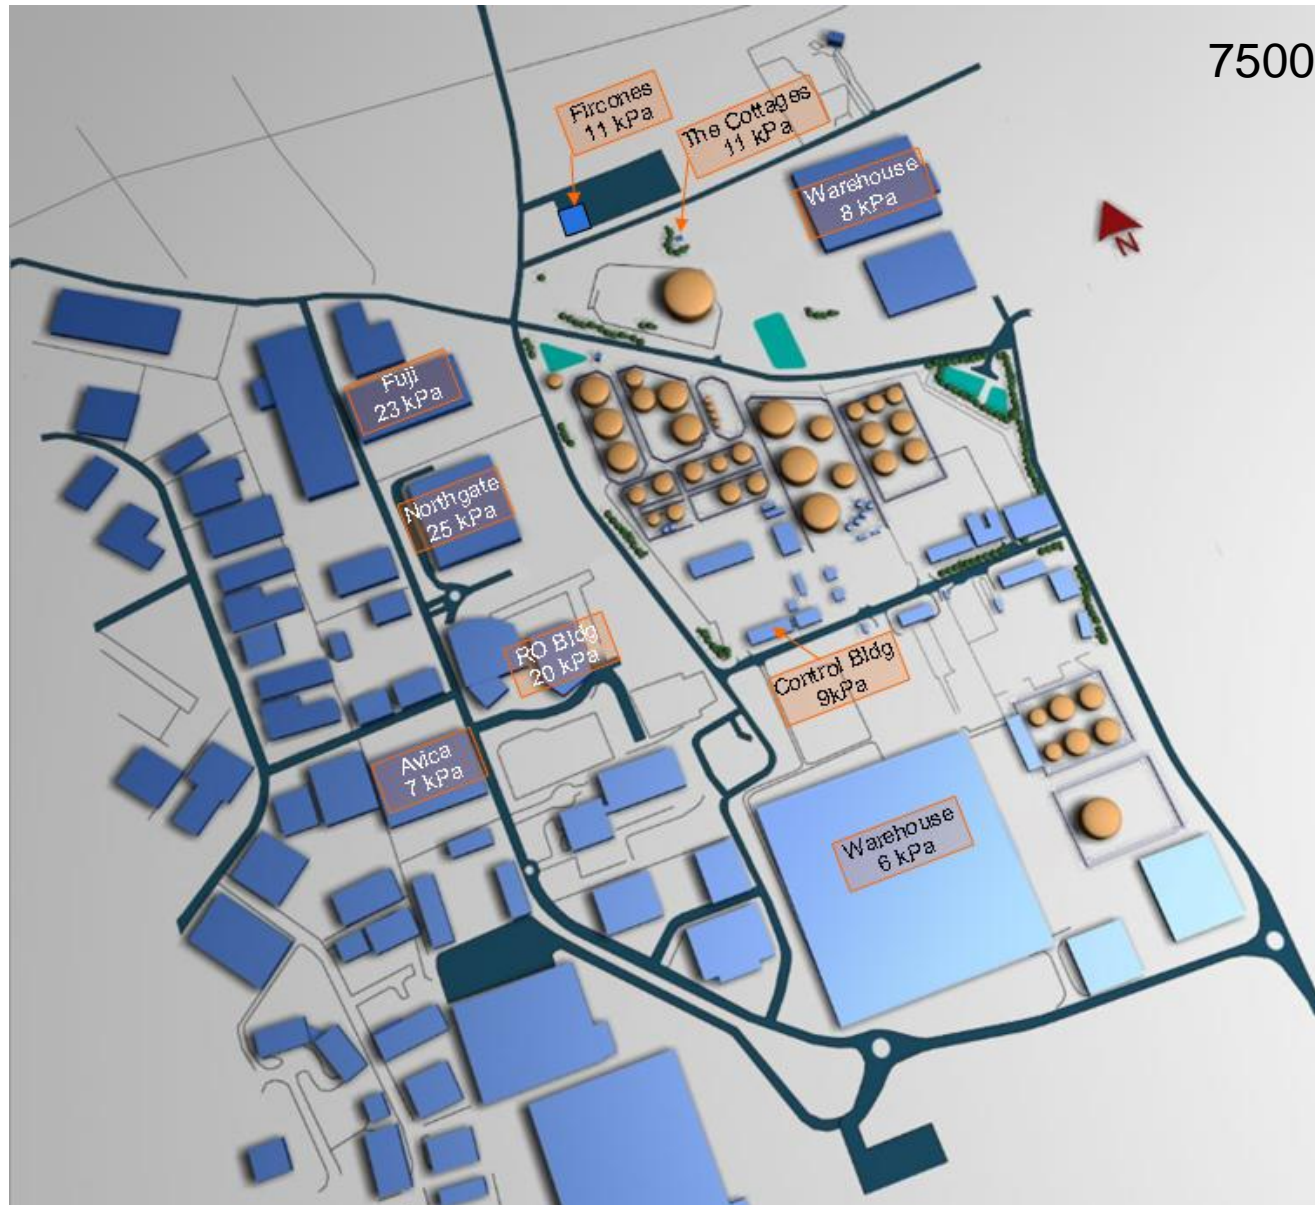 7500
Fircones
11 kPa
The Cottages
11 kPa
Warehouse
8 kPa
N
Fuji
23 kPa
Northgate
25 kPa
RO Bldg
20 kPa
Control Bldg
9kPa
Avica
7 kPa
Warehouse
6 kPa